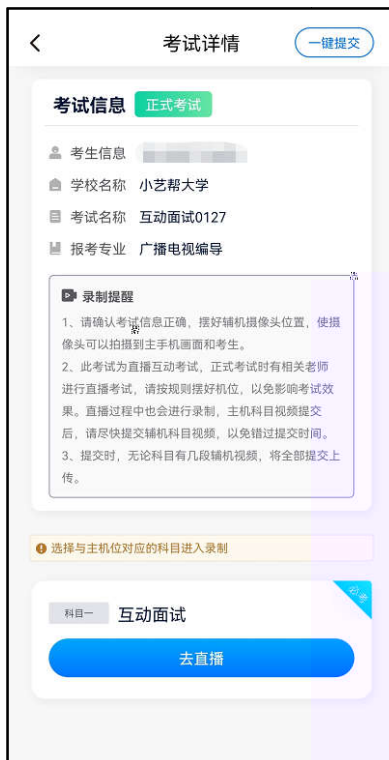 考试详情
一键提交
考试信息
正式考试
考生信息
学校名称 小艺帮大学
考试名称 互动面试0127
报考专业 广播电视编导
录制提醒
1、请确认考试信息正确，摆好辅机摄像头位置，使摄
像头可以拍摄到主手机画面和考生。
2、此考试为直播互动考试，正式考试时有相关老师
进行直播考试，请按规则摆好机位，以免影响考试效
果。直播过程中也会进行录制，主机科目视频提交
后，请尽快提交辅机科目视频，以免错过提交时间。
3、提交时，无论科目有几段辅机视频，将全部提交上
传。
选择与主机位对应的科目进入录制
必考
科目一 互动面试
去直播